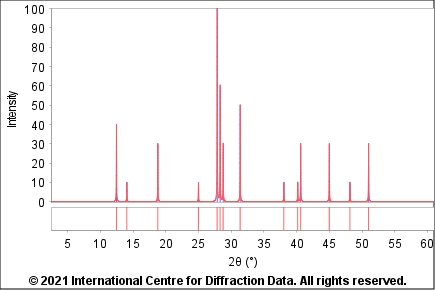 100
90
80
70
60
50
40
30
20
10
0
Intensity
5 10 15 20 25 30 35 40 45 50 55 60
2θ (°)
© 2021 International Centre for Diffraction Data. All rights reserved.